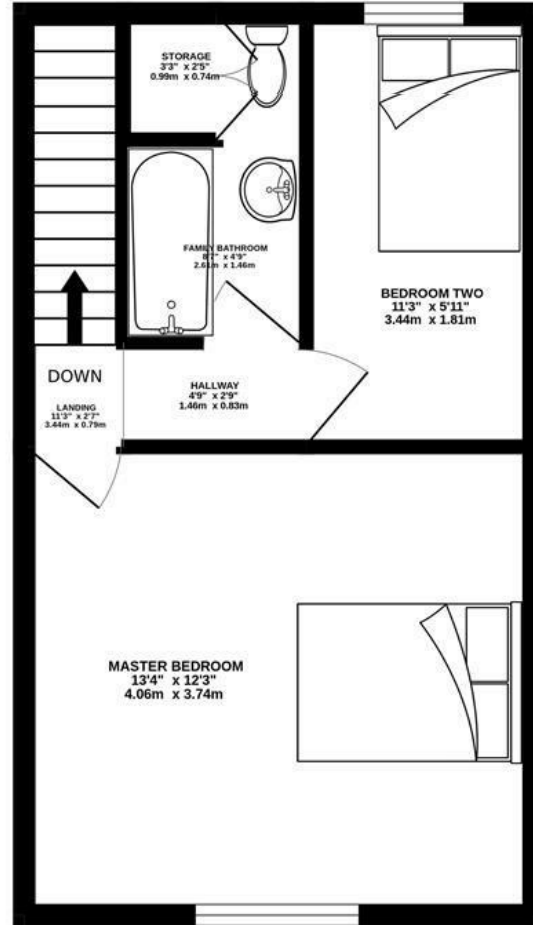 STORAGE
3'3" x 2'5"
0.99m x 0.74m
FAMILY BATHROOM
8'7" x 4'9"
2.61m x 1.46m
BEDROOM TWO
11'3" x 5'11"
3.44m x 1.81m
DOWN
LANDING
11'3" x 2'7"
3.44m x 0.79m
HALLWAY
4'9" x 2'9"
1.46m x 0.83m
MASTER BEDROOM
13'4" x 12'3"
4.06m x 3.74m